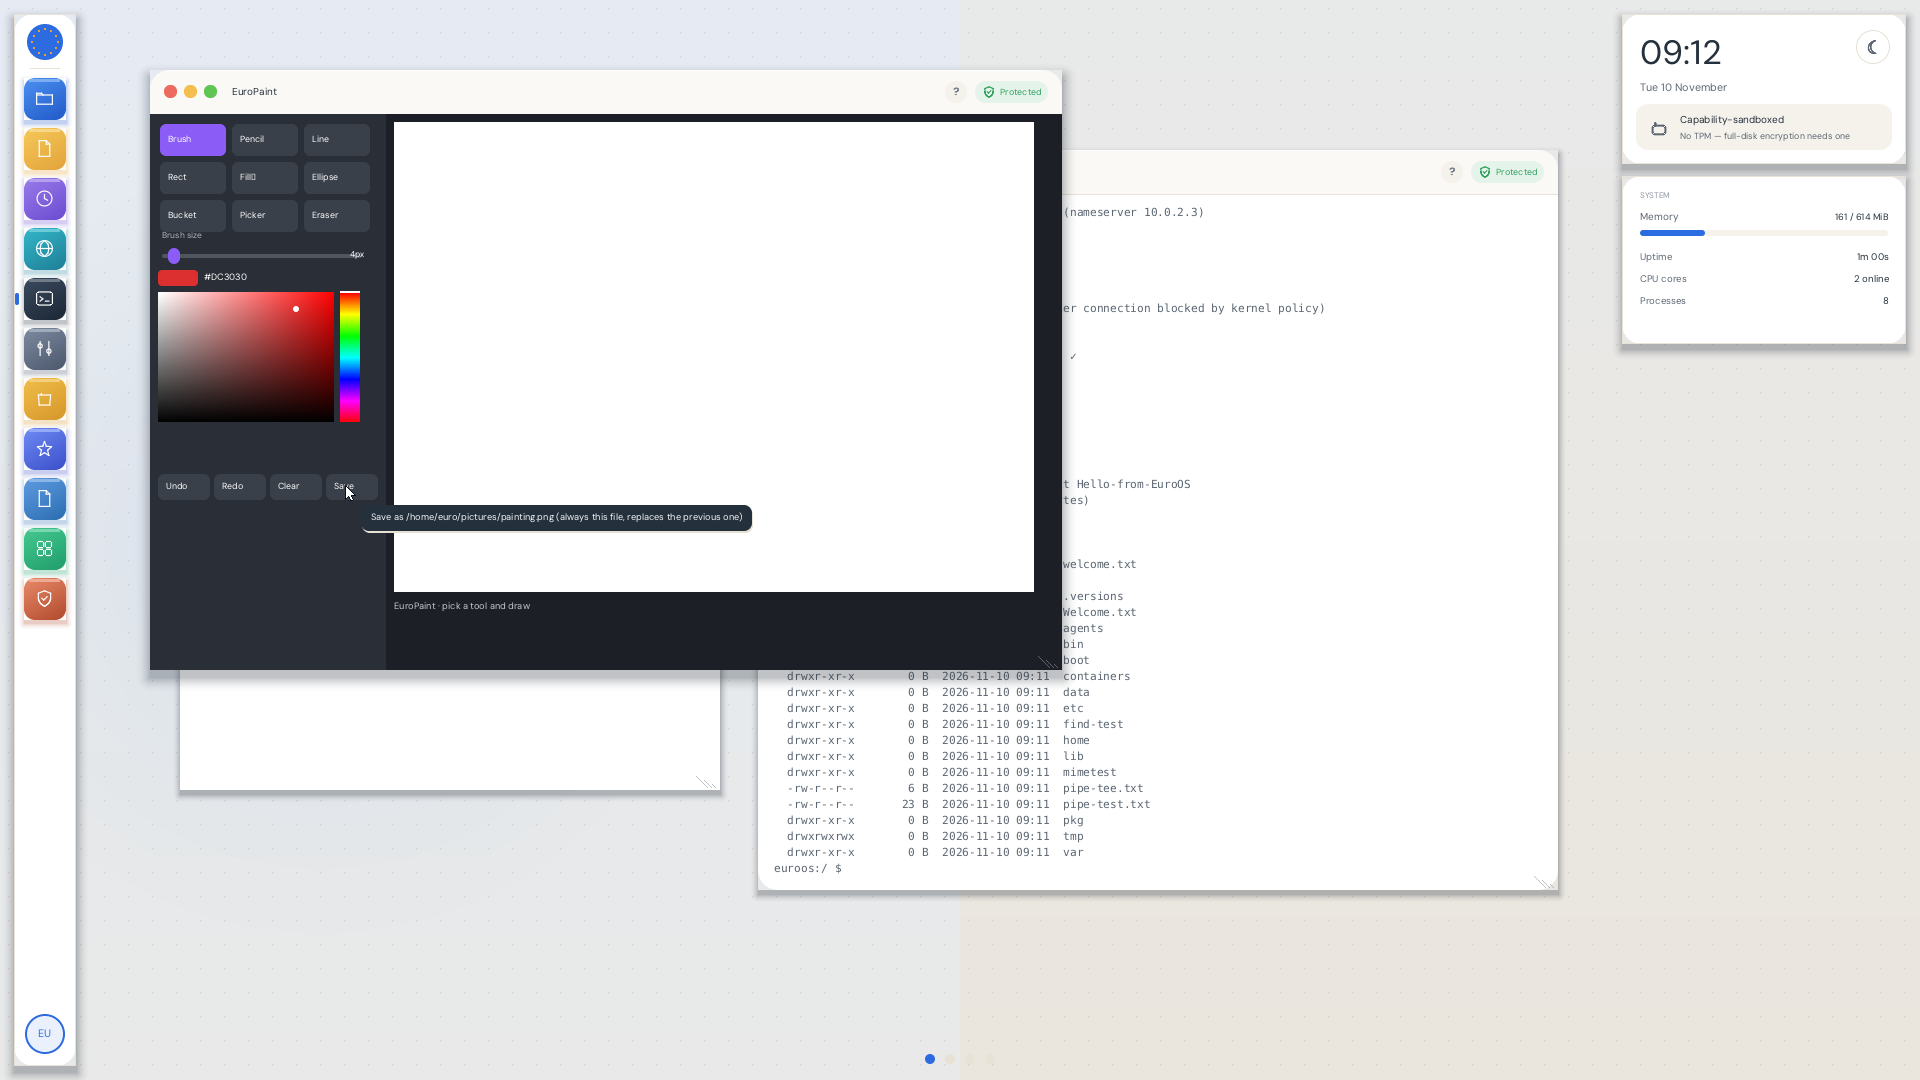 EuroPaint
?
Protected
Brush
Pencil
Line
Rect
Fill
Ellipse
Bucket
Picker
Eraser
Brush size
4px
#DC3030
Undo
Redo
Clear
Save
Save as /home/euro/pictures/painting.png (always this file, replaces the previous one)
EuroPaint · pick a tool and draw
?
Protected
(nameserver 10.0.2.3)
er connection blocked by kernel policy)
✓
t Hello-from-EuroOS
tes)
welcome.txt
.versions
Welcome.txt
agents
bin
boot
drwxr-xr-x 0 B 2026-11-10 09:11 containers
drwxr-xr-x 0 B 2026-11-10 09:11 data
drwxr-xr-x 0 B 2026-11-10 09:11 etc
drwxr-xr-x 0 B 2026-11-10 09:11 find-test
drwxr-xr-x 0 B 2026-11-10 09:11 home
drwxr-xr-x 0 B 2026-11-10 09:11 lib
drwxr-xr-x 0 B 2026-11-10 09:11 mimetest
-rw-r--r-- 6 B 2026-11-10 09:11 pipe-tee.txt
-rw-r--r-- 23 B 2026-11-10 09:11 pipe-test.txt
drwxr-xr-x 0 B 2026-11-10 09:11 pkg
drwxrwxrwx 0 B 2026-11-10 09:11 tmp
drwxr-xr-x 0 B 2026-11-10 09:11 var
euroos:/ $
09:12
Tue 10 November
Capability-sandboxed
No TPM — full-disk encryption needs one
SYSTEM
Memory 161 / 614 MiB
Uptime 1m 00s
CPU cores 2 online
Processes 8
EU